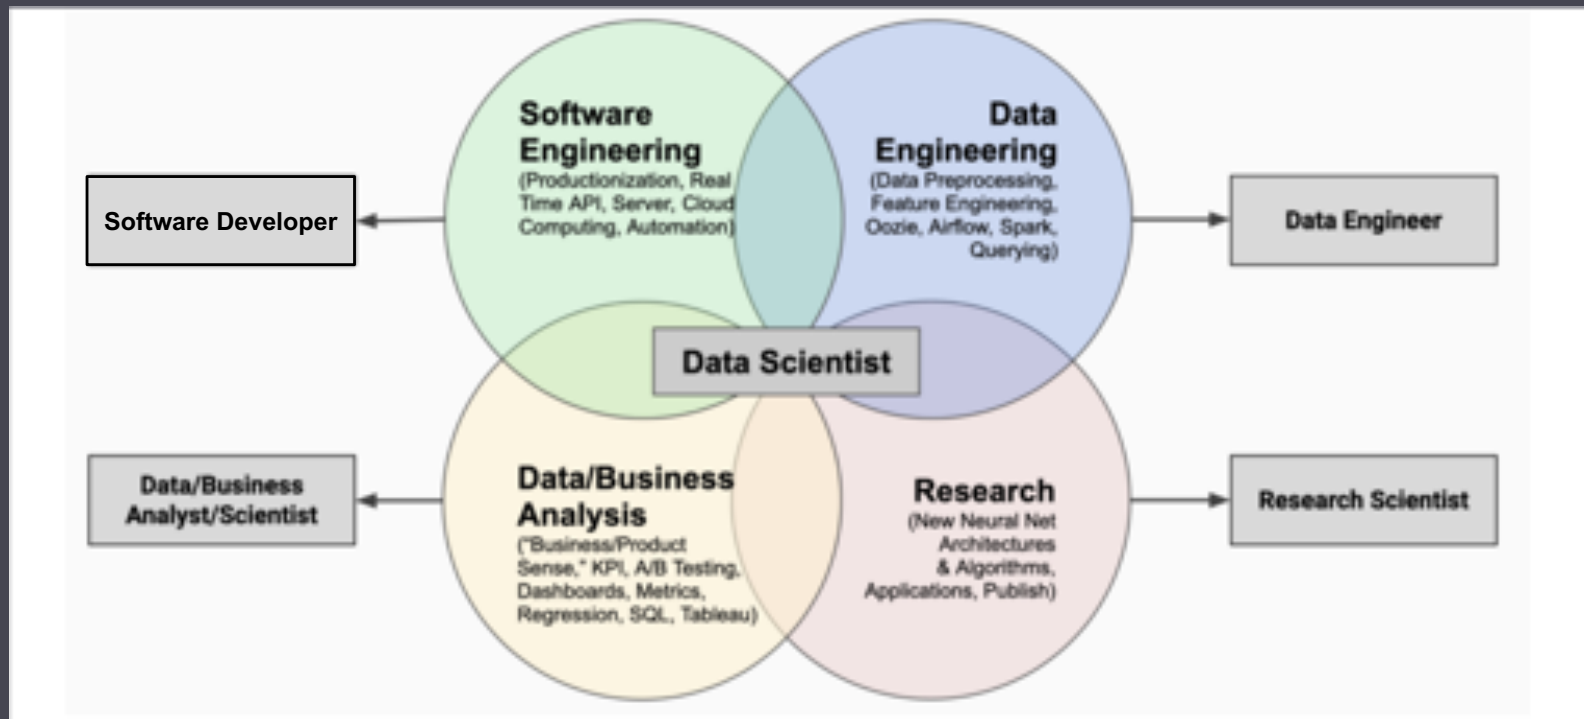 Software
Engineering
(Productionization, Real
Time API, Server, Cloud
Computing, Automation)
Data
Engineering
(Data Preprocessing,
Feature Engineering,
Oozie, Airflow, Spark,
Querying)
Software Developer
Data Engineer
Data Scientist
Data/Business
Analyst/Scientist
Data/Business
Analysis
("Business/Product
Sense," KPI, A/B Testing,
Dashboards, Metrics,
Regression, SQL, Tableau)
Research
(New Neural Net
Architectures
& Algorithms,
Applications, Publish)
Research Scientist